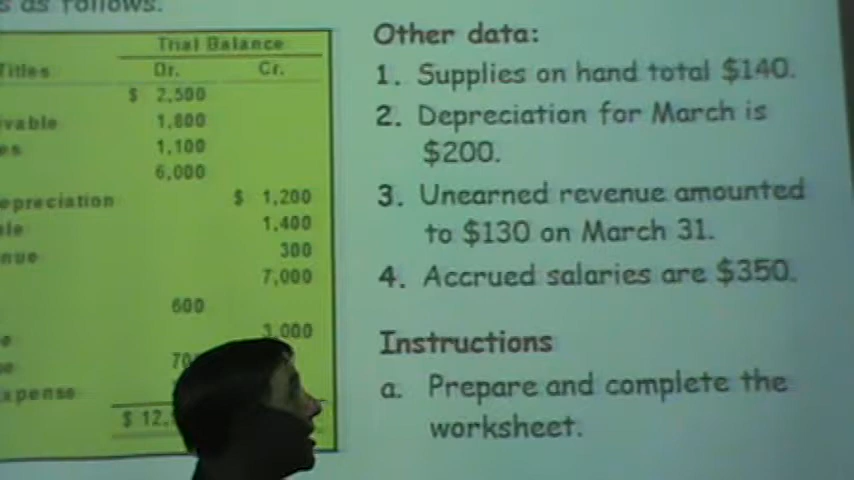 s as follows.
Trial Balance
Titles Dr. Cr.
$ 2,500
ivable 1,800
es 1,100
6,000
epreciation $ 1,200
ble 1,400
nue 300
7,000
600
e 3,000
se 70
xpense
$ 12,
Other data:
1. Supplies on hand total $140.
2. Depreciation for March is
$200.
3. Unearned revenue amounted
to $130 on March 31.
4. Accrued salaries are $350.
Instructions
a. Prepare and complete the
worksheet.